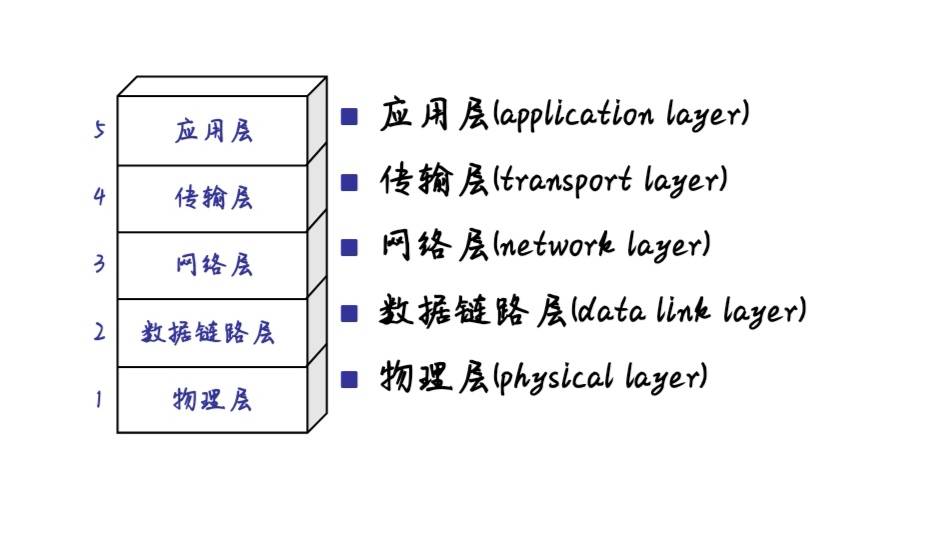 5 应用层
■ 应用层(application layer)
4 传输层
■ 传输层(transport layer)
3 网络层
■ 网络层(network layer)
2 数据链路层
■ 数据链路层(data link layer)
1 物理层
■ 物理层(physical layer)